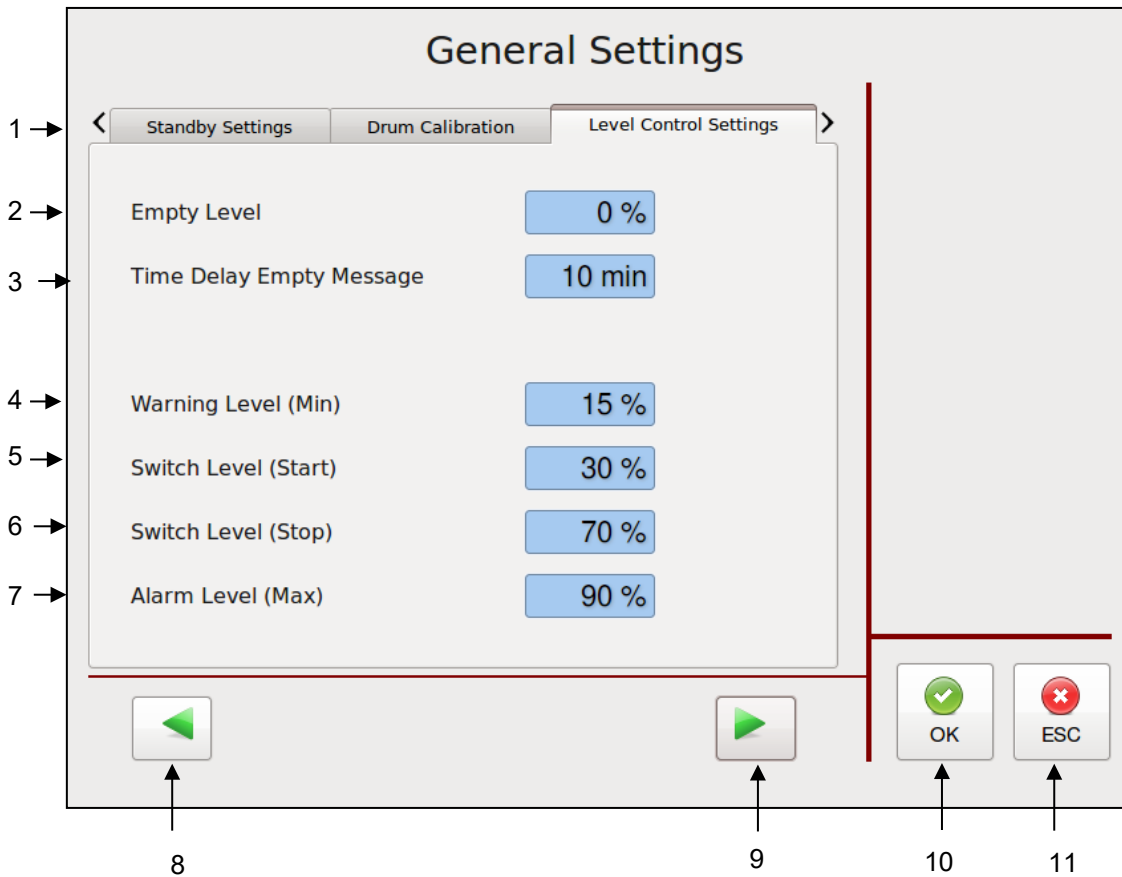 General Settings
1 Standby Settings Drum Calibration Level Control Settings
2 Empty Level 0 %
3 Time Delay Empty Message 10 min
4 Warning Level (Min) 15 %
5 Switch Level (Start) 30 %
6 Switch Level (Stop) 70 %
7 Alarm Level (Max) 90 %
OK ESC
8 9 10 11